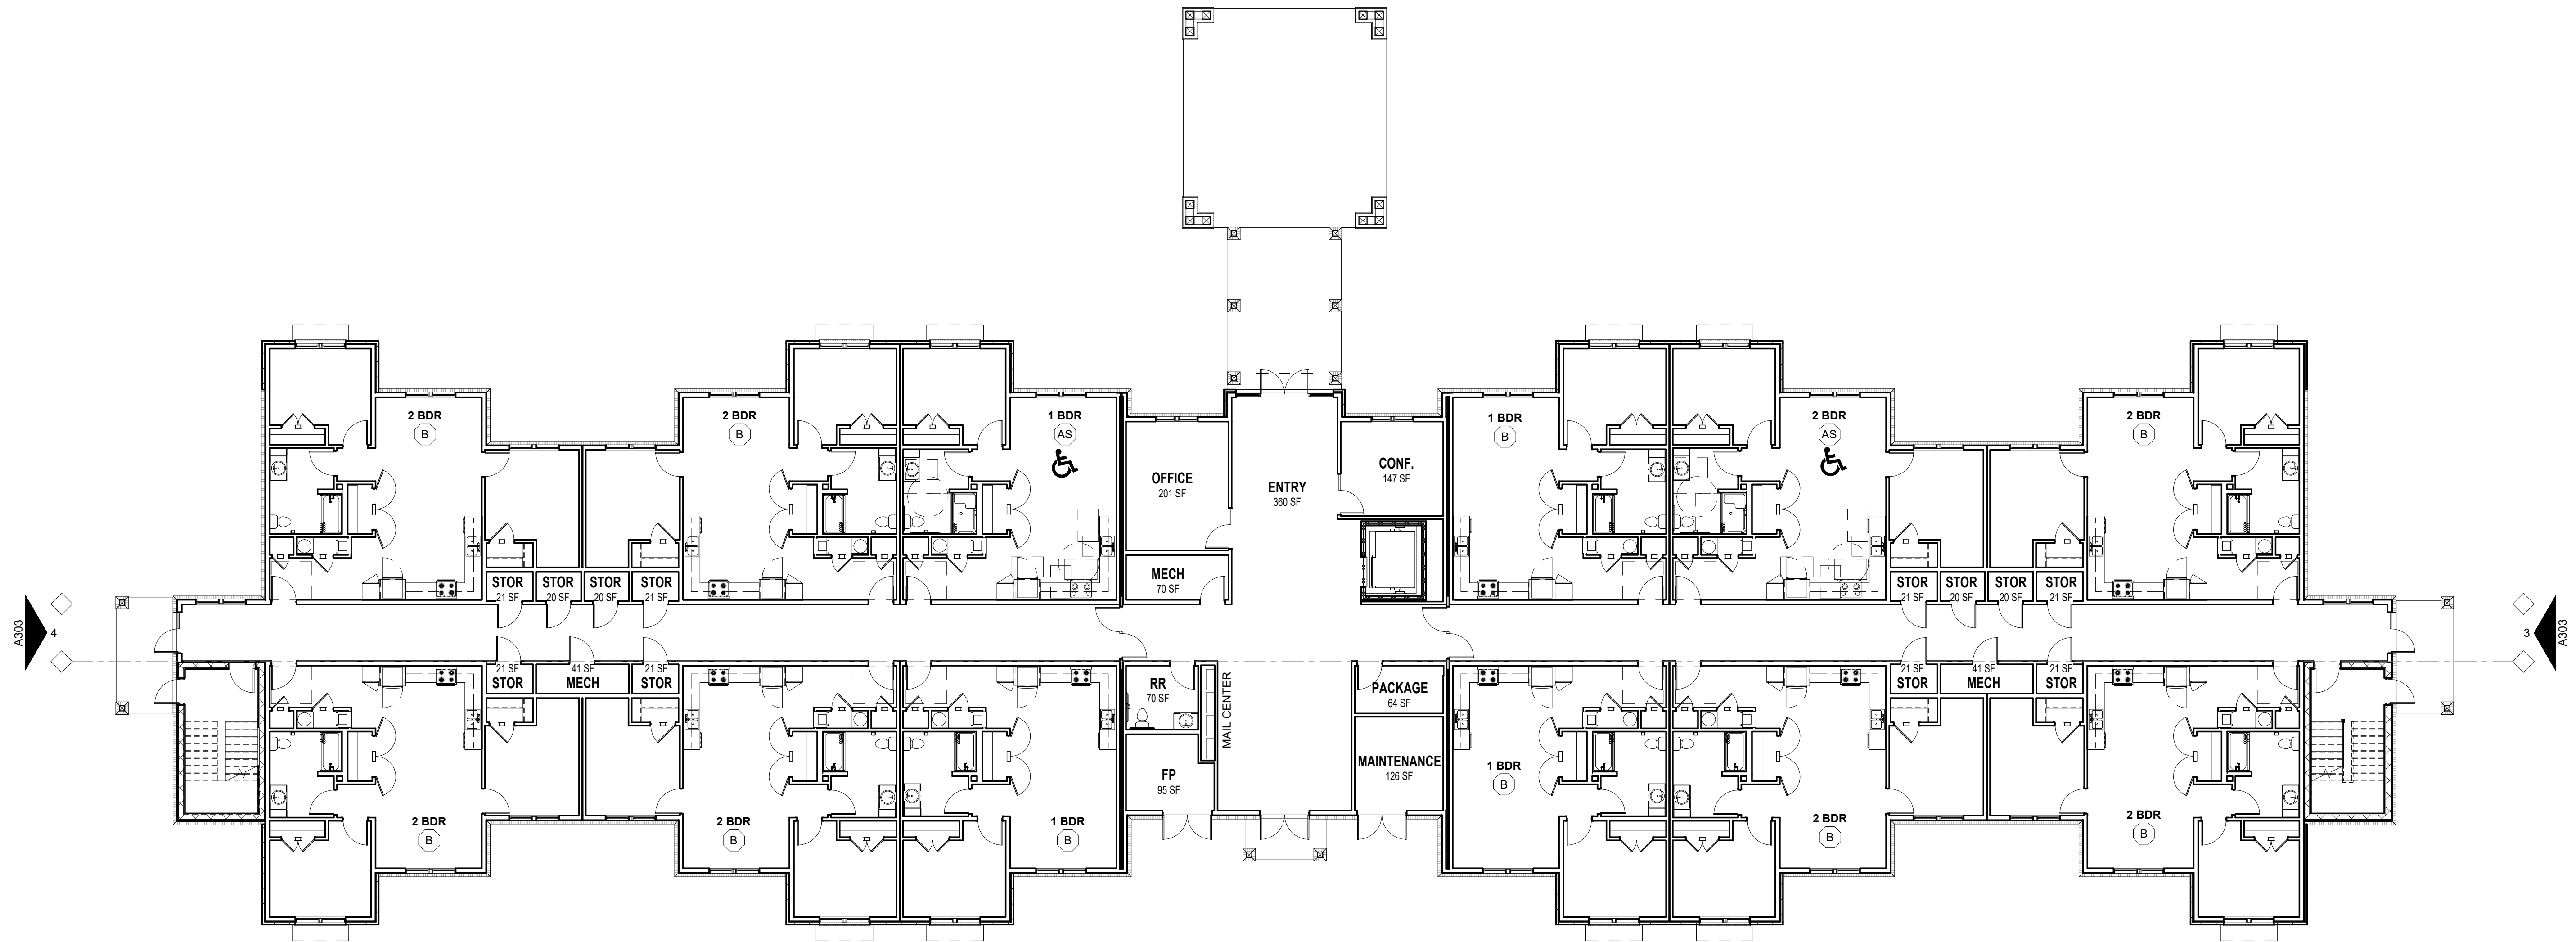 2 BDR
B
2 BDR
B
1 BDR
AS
OFFICE
201 SF
ENTRY
360 SF
CONF.
147 SF
MECH
70 SF
1 BDR
B
2 BDR
AS
2 BDR
B
STOR
21 SF
STOR
20 SF
STOR
20 SF
STOR
21 SF
STOR
21 SF
STOR
20 SF
STOR
20 SF
STOR
21 SF
A303
4
3
A303
21 SF
STOR
41 SF
MECH
21 SF
STOR
RR
70 SF
MAIL CENTER
PACKAGE
64 SF
FP
95 SF
MAINTENANCE
126 SF
21 SF
STOR
41 SF
MECH
21 SF
STOR
2 BDR
B
2 BDR
B
1 BDR
B
1 BDR
B
2 BDR
B
2 BDR
B